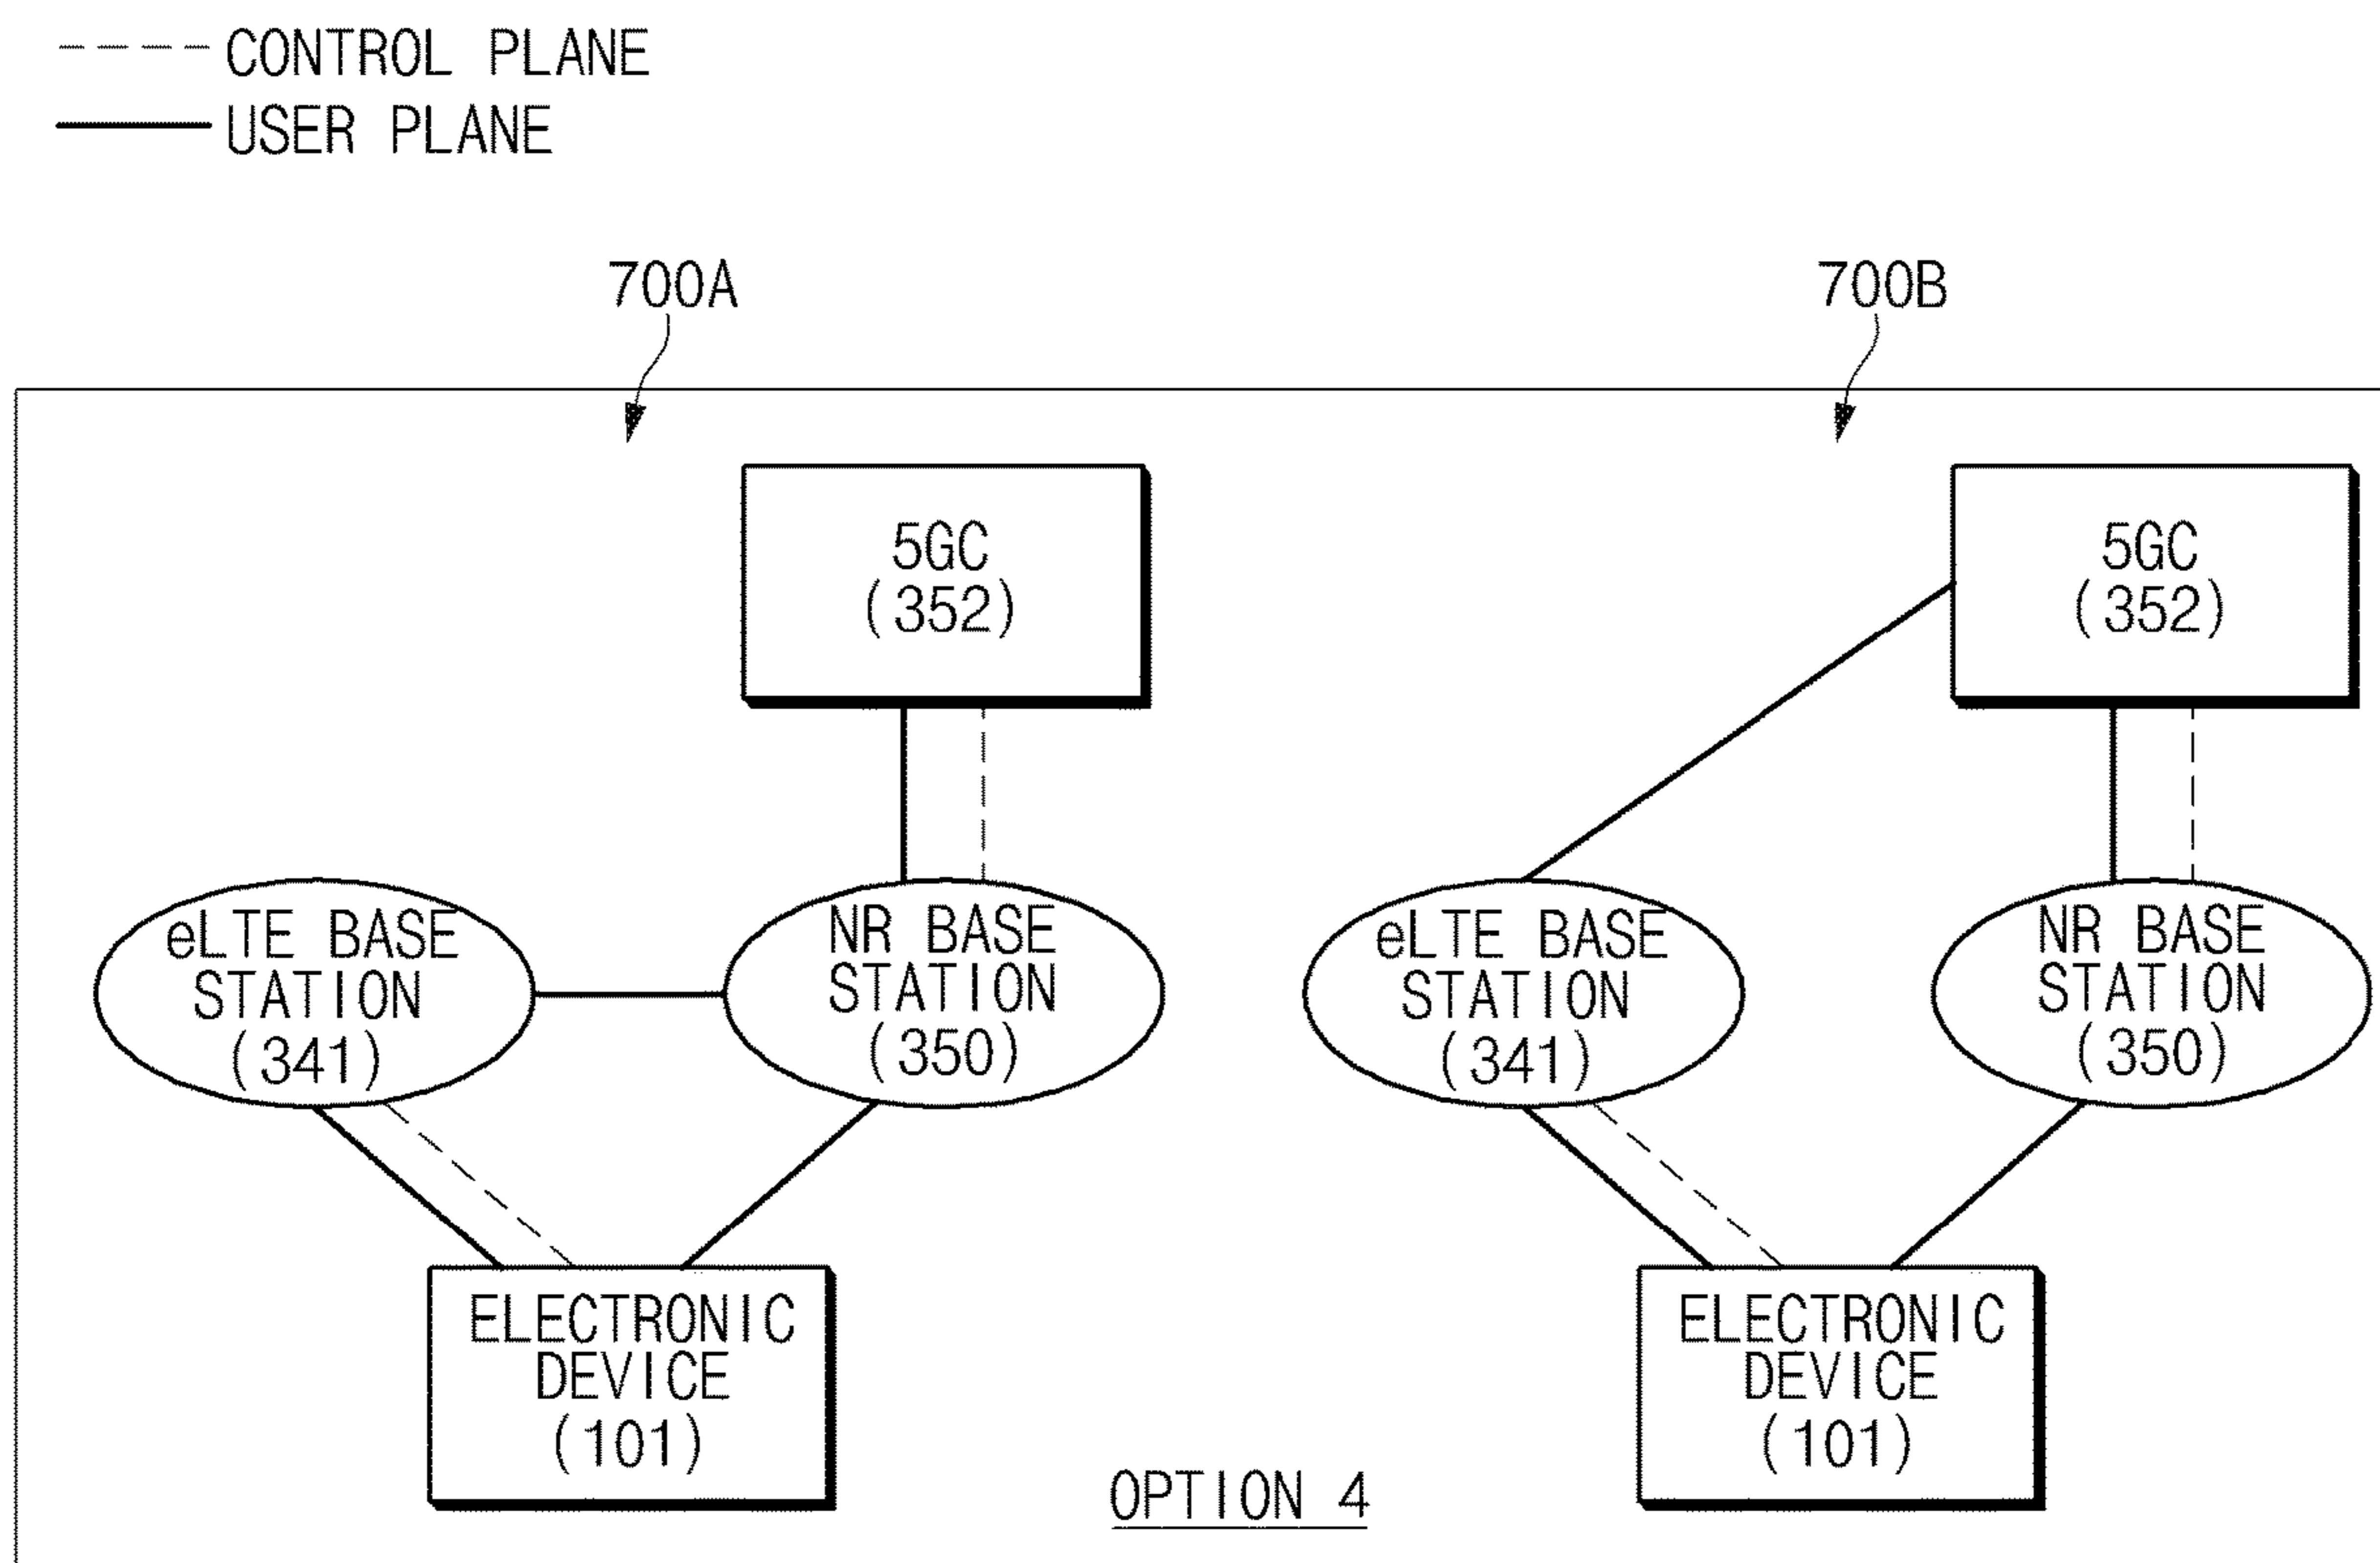 CONTROL PLANE
USER PLANE
700A
700B
5GC
(352)
5GC
(352)
eLTE BASE
STATION
(341)
NR BASE
STATION
(350)
eLTE BASE
STATION
(341)
NR BASE
STATION
(350)
ELECTRONIC
DEVICE
(101)
ELECTRONIC
DEVICE
(101)
OPTION 4